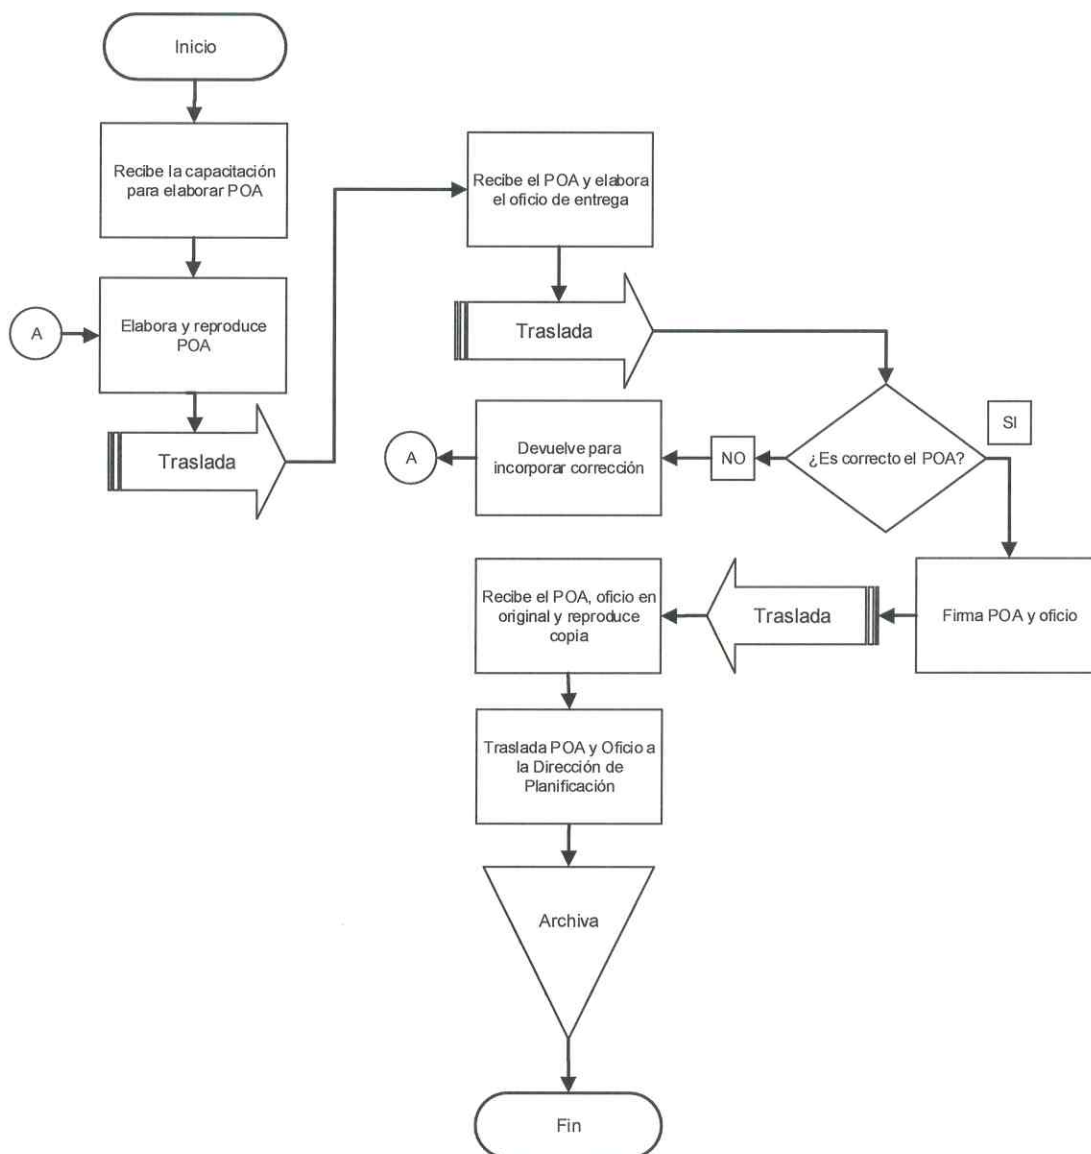 Inicio
Recibe la capacitación
para elaborar POA
A
Elabora y reproduce
POA
Traslada
Recibe el POA y elabora
el oficio de entrega
Traslada
¿Es correcto el POA?
SI
NO
Devuelve para
incorporar corrección
A
Firma POA y oficio
Traslada
Recibe el POA, oficio en
original y reproduce
copia
Traslada POA y Oficio a
la Dirección de
Planificación
Archiva
Fin